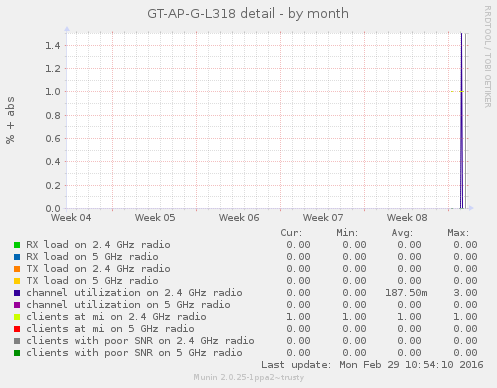 GT-AP-G-L318 detail - by month
RRDTOOL / TOBI OETIKER
% + abs
1.4
1.2
1.0
0.8
0.6
0.4
0.2
0.0
Week 04 Week 05 Week 06 Week 07 Week 08
Cur: Min: Avg: Max:
RX load on 2.4 GHz radio 0.00 0.00 0.00 0.00
RX load on 5 GHz radio 0.00 0.00 0.00 0.00
TX load on 2.4 GHz radio 0.00 0.00 0.00 0.00
TX load on 5 GHz radio 0.00 0.00 0.00 0.00
channel utilization on 2.4 GHz radio 0.00 0.00 187.50m 3.00
channel utilization on 5 GHz radio 0.00 0.00 0.00 0.00
clients at mi on 2.4 GHz radio 1.00 1.00 1.00 1.00
clients at mi on 5 GHz radio 0.00 0.00 0.00 0.00
clients with poor SNR on 2.4 GHz radio 0.00 0.00 0.00 0.00
clients with poor SNR on 5 GHz radio 0.00 0.00 0.00 0.00
Last update: Mon Feb 29 10:54:10 2016
Munin 2.0.25-1ppa2~trusty